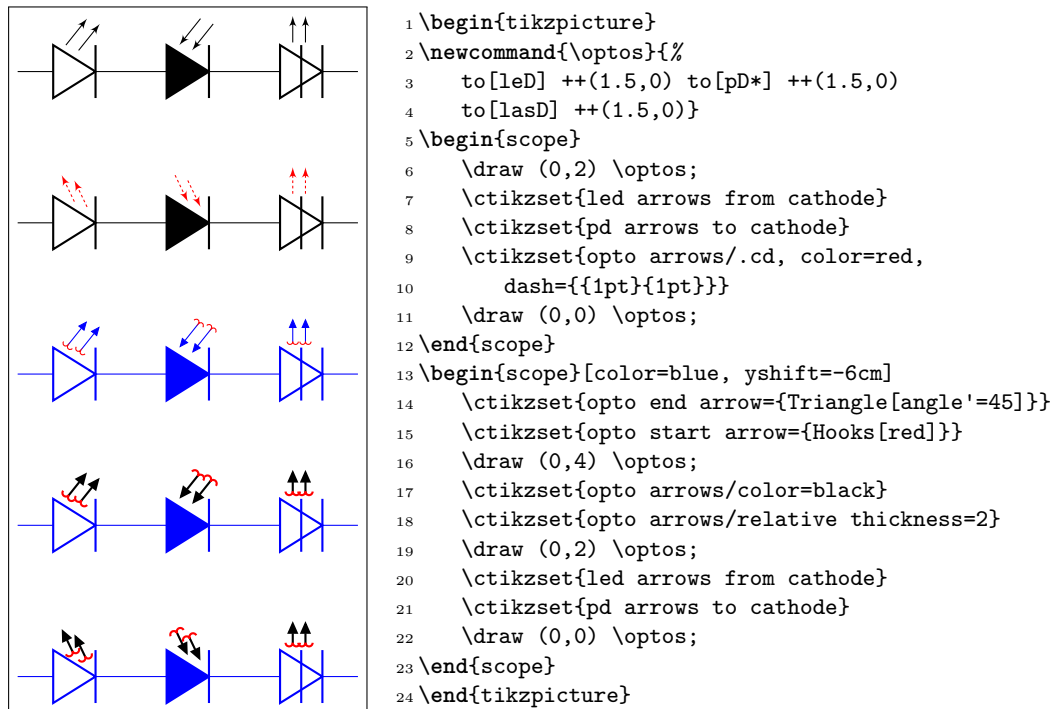 1 \begin{tikzpicture}
2 \newcommand{\optos}{%
3 to[leD] ++(1.5,0) to[pD*] ++(1.5,0)
4 to[lasD] ++(1.5,0)}
5 \begin{scope}
6 \draw (0,2) \optos;
7 \ctikzset{led arrows from cathode}
8 \ctikzset{pd arrows to cathode}
9 \ctikzset{opto arrows/.cd, color=red,
10 dash={{1pt}{1pt}}}
11 \draw (0,0) \optos;
12 \end{scope}
13 \begin{scope}[color=blue, yshift=-6cm]
14 \ctikzset{opto end arrow={Triangle[angle'=45]}}
15 \ctikzset{opto start arrow={Hooks[red]}}
16 \draw (0,4) \optos;
17 \ctikzset{opto arrows/color=black}
18 \ctikzset{opto arrows/relative thickness=2}
19 \draw (0,2) \optos;
20 \ctikzset{led arrows from cathode}
21 \ctikzset{pd arrows to cathode}
22 \draw (0,0) \optos;
23 \end{scope}
24 \end{tikzpicture}